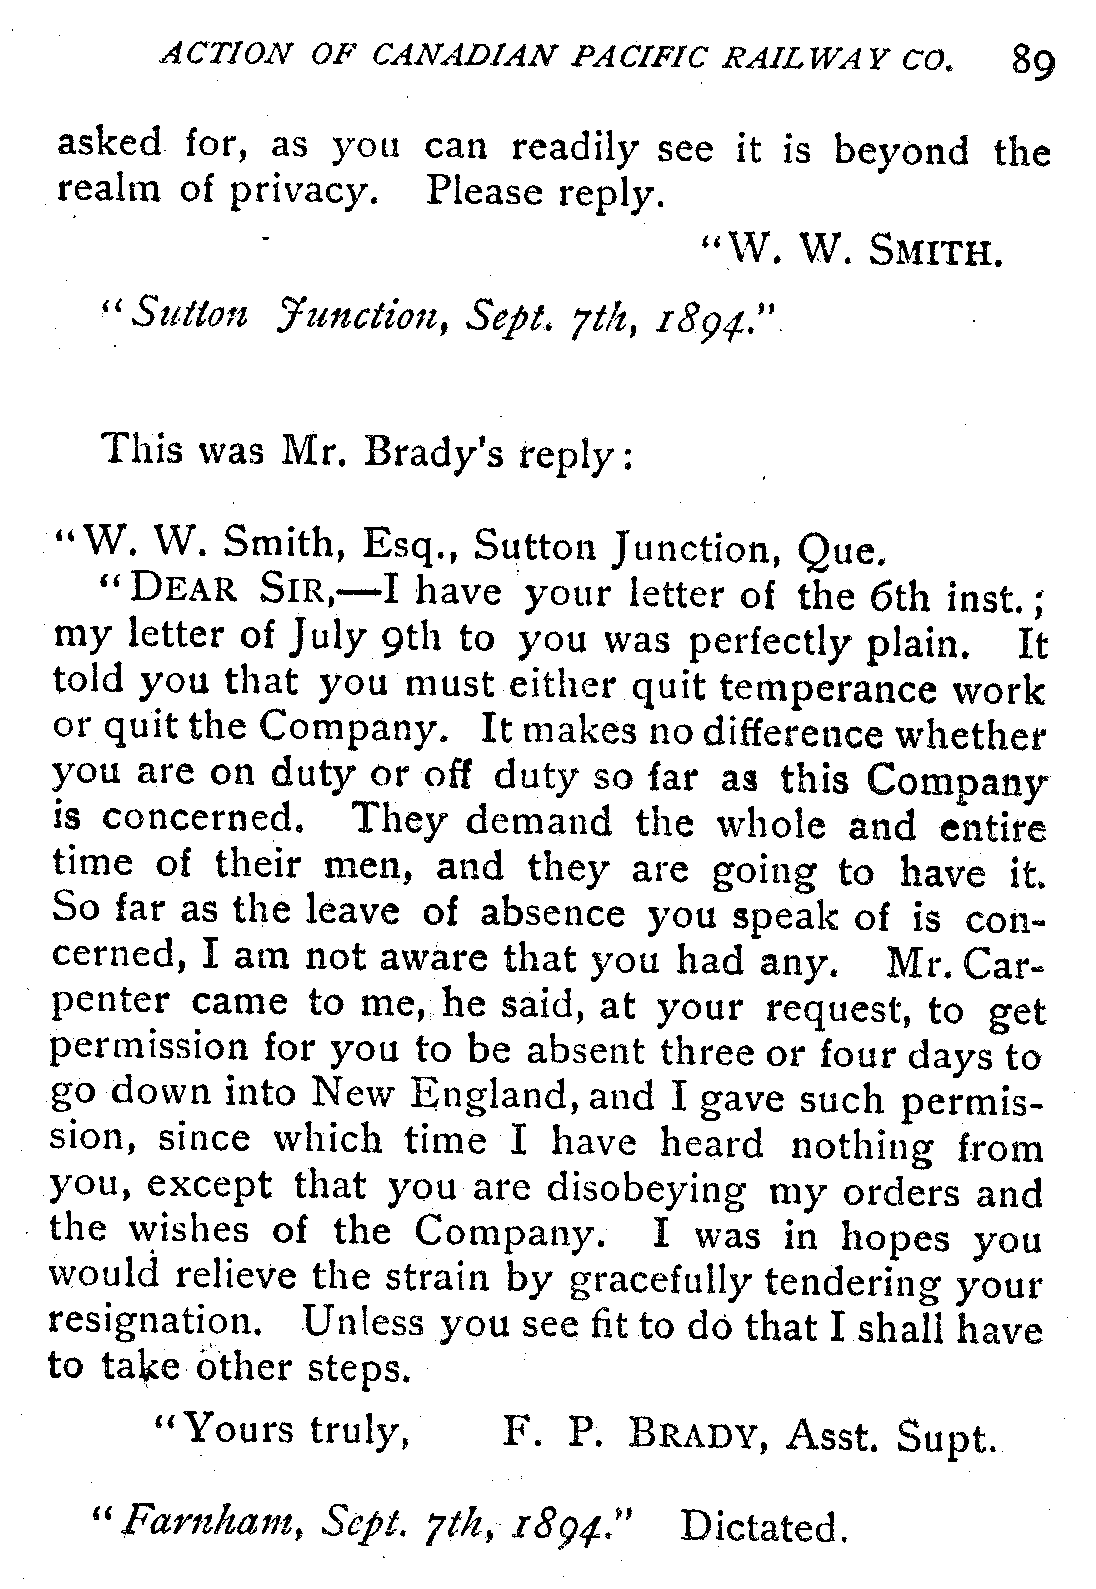 ACTION OF CANADIAN PACIFIC RAILWAY CO. 89
asked for, as you can readily see it is beyond the
realm of privacy. Please reply.
"W. W. SMITH.
"Sutton Junction, Sept. 7th, 1894."
This was Mr. Brady's reply:
"W. W. Smith, Esq., Sutton Junction, Que.
"DEAR SIR,—I have your letter of the 6th inst.;
my letter of July 9th to you was perfectly plain. It
told you that you must either quit temperance work
or quit the Company. It makes no difference whether
you are on duty or off duty so far as this Company
is concerned. They demand the whole and entire
time of their men, and they are going to have it.
So far as the leave of absence you speak of is con-
cerned, I am not aware that you had any. Mr. Car-
penter came to me, he said, at your request, to get
permission for you to be absent three or four days to
go down into New England, and I gave such permis-
sion, since which time I have heard nothing from
you, except that you are disobeying my orders and
the wishes of the Company. I was in hopes you
would relieve the strain by gracefully tendering your
resignation. Unless you see fit to do that I shall have
to take other steps.
"Yours truly, F. P. BRADY, Asst. Supt.
"Farnham, Sept. 7th, 1894." Dictated.